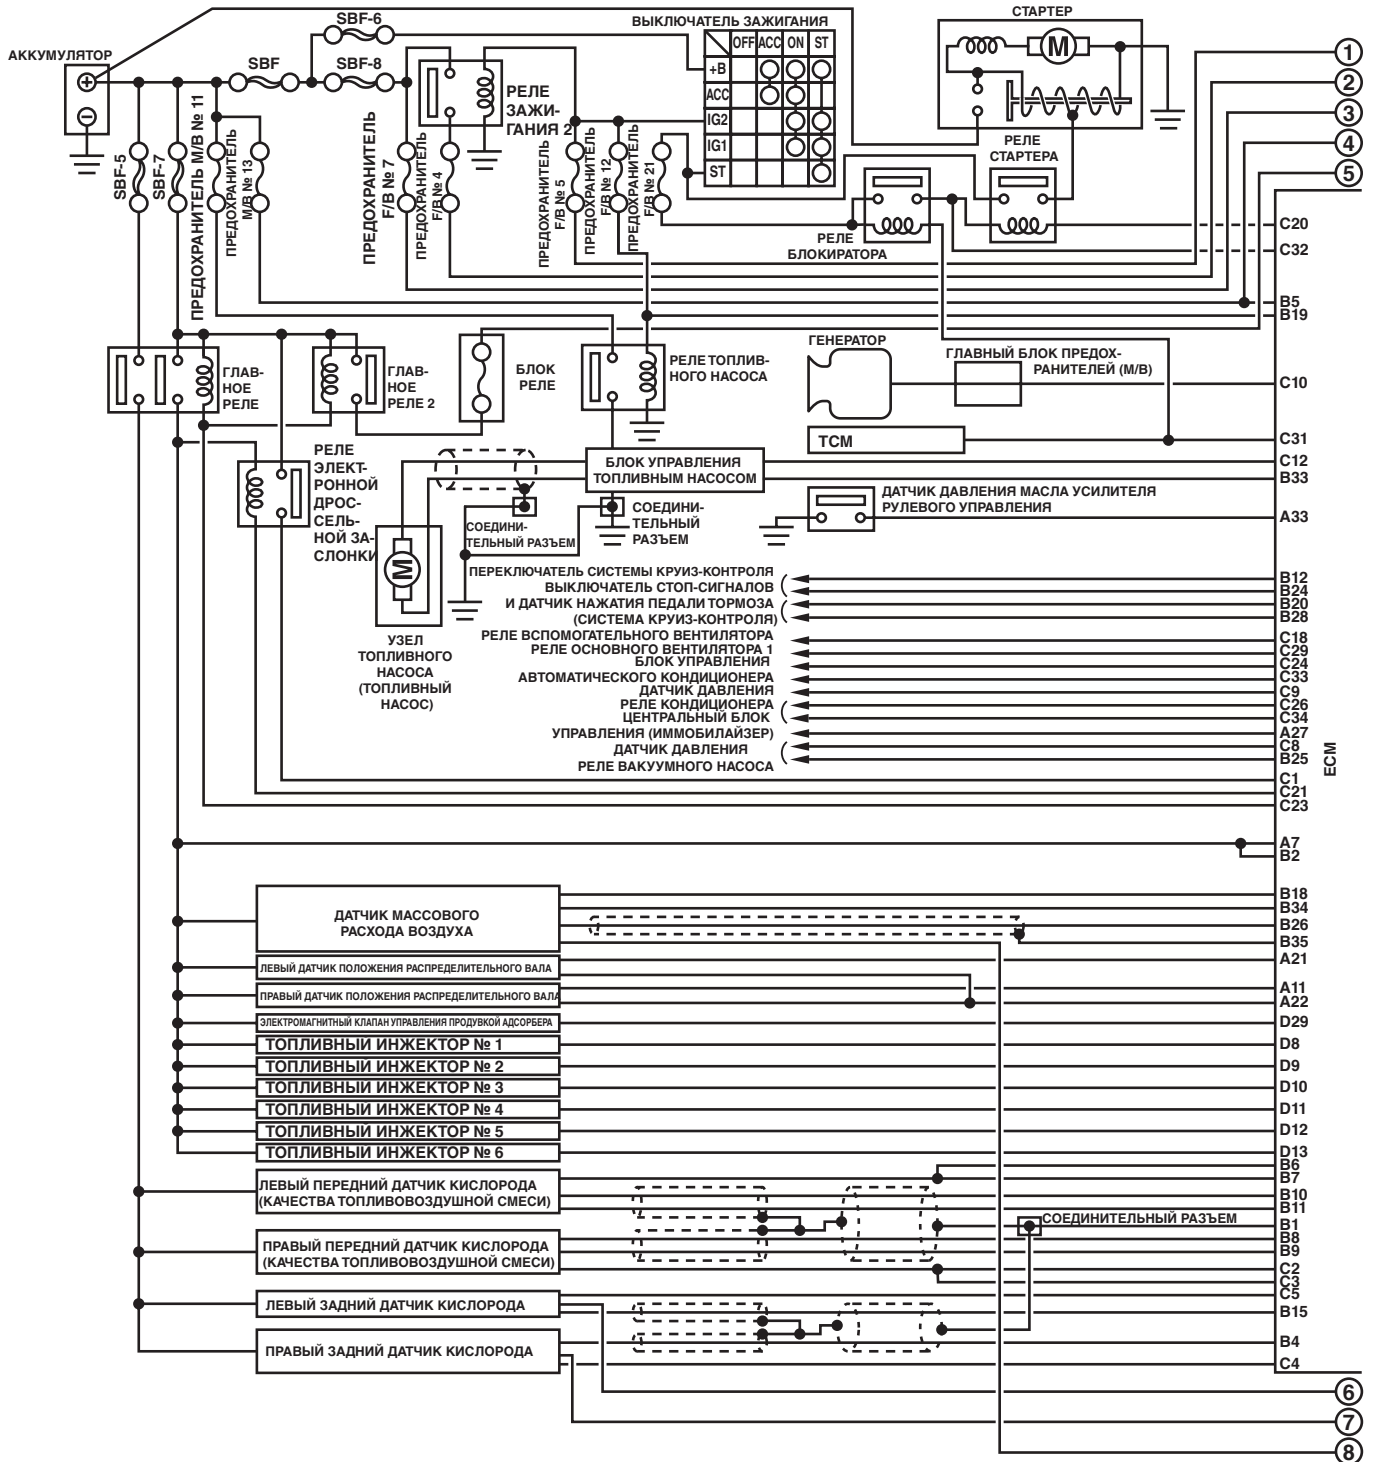 АККУМУЛЯТОР
SBF-6
SBF
SBF-8
ВЫКЛЮЧАТЕЛЬ ЗАЖИГАНИЯ
OFF ACC ON ST
+B
ACC
IG2
IG1
ST
СТАРТЕР
M
1
2
3
4
5
РЕЛЕ
ЗАЖИ-
ГАНИЯ 2
РЕЛЕ
СТАРТЕРА
SBF-5
SBF-7
ПРЕДОХРАНИТЕЛЬ M/B № 11
ПРЕДОХРАНИТЕЛЬ
M/B № 13
ПРЕДОХРАНИТЕЛЬ
F/B № 7
ПРЕДОХРАНИТЕЛЬ
F/B № 4
ПРЕДОХРАНИТЕЛЬ
F/B № 5
ПРЕДОХРАНИТЕЛЬ
F/B № 12
ПРЕДОХРАНИТЕЛЬ
F/B № 21
РЕЛЕ
БЛОКИРАТОРА
C20
C32
B5
B19
ГЛАВ-
НОЕ
РЕЛЕ
ГЛАВ-
НОЕ
РЕЛЕ 2
БЛОК
РЕЛЕ
РЕЛЕ ТОПЛИВ-
НОГО НАСОСА
ГЕНЕРАТОР
ГЛАВНЫЙ БЛОК ПРЕДОХ-
РАНИТЕЛЕЙ (M/B)
C10
TCM
C31
РЕЛЕ
ЭЛЕКТ-
РОННОЙ
ДРОС-
СЕЛЬ-
НОЙ ЗА-
СЛОНКИ
БЛОК УПРАВЛЕНИЯ
ТОПЛИВНЫМ НАСОСОМ
C12
B33
СОЕДИНИ-
ТЕЛЬНЫЙ РАЗЪЕМ
СОЕДИНИ-
ТЕЛЬНЫЙ
РАЗЪЕМ
ДАТЧИК ДАВЛЕНИЯ МАСЛА УСИЛИТЕЛЯ
РУЛЕВОГО УПРАВЛЕНИЯ
A33
M
УЗЕЛ
ТОПЛИВНОГО
НАСОСА
(ТОПЛИВНЫЙ
НАСОС)
ПЕРЕКЛЮЧАТЕЛЬ СИСТЕМЫ КРУИЗ-КОНТРОЛЯ
ВЫКЛЮЧАТЕЛЬ СТОП-СИГНАЛОВ
И ДАТЧИК НАЖАТИЯ ПЕДАЛИ ТОРМОЗА
(СИСТЕМА КРУИЗ-КОНТРОЛЯ)
РЕЛЕ ВСПОМОГАТЕЛЬНОГО ВЕНТИЛЯТОРА
РЕЛЕ ОСНОВНОГО ВЕНТИЛЯТОРА 1
БЛОК УПРАВЛЕНИЯ
АВТОМАТИЧЕСКОГО КОНДИЦИОНЕРА
ДАТЧИК ДАВЛЕНИЯ
РЕЛЕ КОНДИЦИОНЕРА
ЦЕНТРАЛЬНЫЙ БЛОК
УПРАВЛЕНИЯ (ИММОБИЛАЙЗЕР)
ДАТЧИК ДАВЛЕНИЯ
РЕЛЕ ВАКУУМНОГО НАСОСА
B12
B24
B20
B28
C18
C29
C24
C33
C9
C26
C34
A27
C8
B25
C1
C21
C23
ECM
A7
B2
ДАТЧИК МАССОВОГО
РАСХОДА ВОЗДУХА
B18
B34
B26
B35
ЛЕВЫЙ ДАТЧИК ПОЛОЖЕНИЯ РАСПРЕДЕЛИТЕЛЬНОГО ВАЛА
A21
ПРАВЫЙ ДАТЧИК ПОЛОЖЕНИЯ РАСПРЕДЕЛИТЕЛЬНОГО ВАЛА
A11
A22
ЭЛЕКТРОМАГНИТНЫЙ КЛАПАН УПРАВЛЕНИЯ ПРОДУВКОЙ АДСОРБЕРА
D29
ТОПЛИВНЫЙ ИНЖЕКТОР № 1
D8
ТОПЛИВНЫЙ ИНЖЕКТОР № 2
D9
ТОПЛИВНЫЙ ИНЖЕКТОР № 3
D10
ТОПЛИВНЫЙ ИНЖЕКТОР № 4
D11
ТОПЛИВНЫЙ ИНЖЕКТОР № 5
D12
ТОПЛИВНЫЙ ИНЖЕКТОР № 6
D13
ЛЕВЫЙ ПЕРЕДНИЙ ДАТЧИК КИСЛОРОДА
(КАЧЕСТВА ТОПЛИВОВОЗДУШНОЙ СМЕСИ)
B6
B7
B10
B11
СОЕДИНИТЕЛЬНЫЙ РАЗЪЕМ
B1
ПРАВЫЙ ПЕРЕДНИЙ ДАТЧИК КИСЛОРОДА
(КАЧЕСТВА ТОПЛИВОВОЗДУШНОЙ СМЕСИ)
B8
B9
C2
C3
ЛЕВЫЙ ЗАДНИЙ ДАТЧИК КИСЛОРОДА
C5
B15
ПРАВЫЙ ЗАДНИЙ ДАТЧИК КИСЛОРОДА
B4
C4
6
7
8